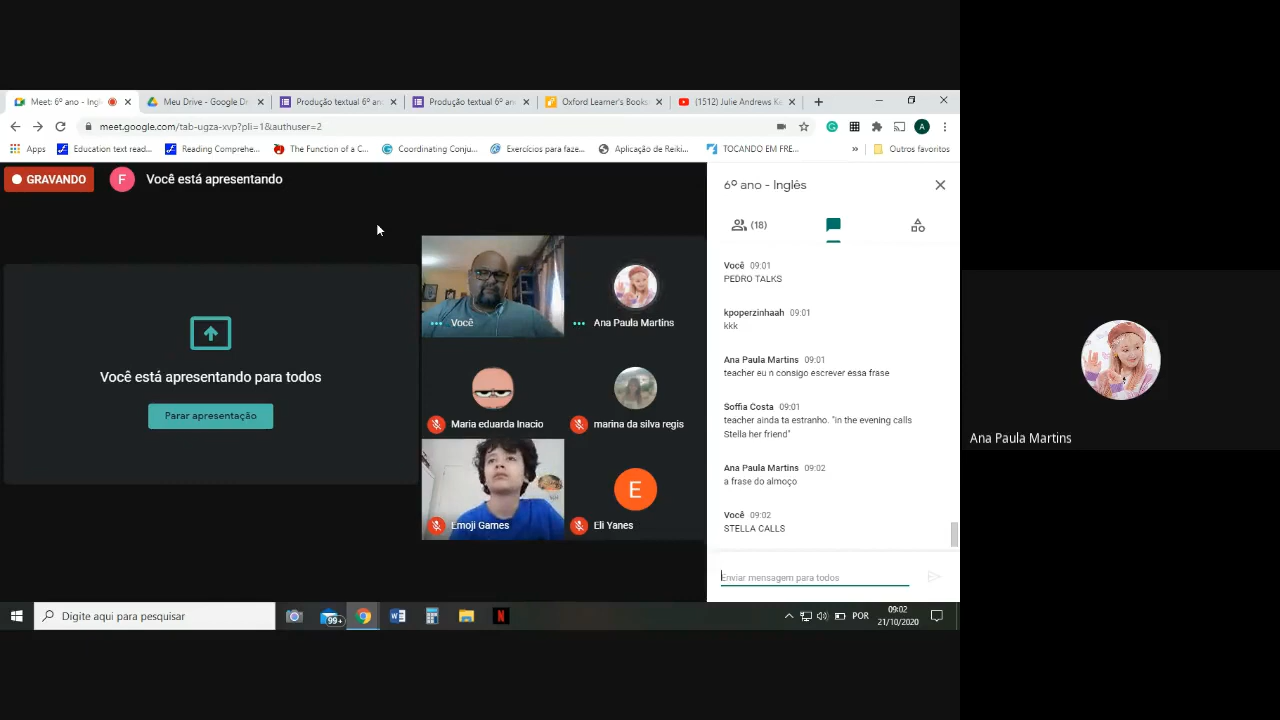 Meet: 6º ano - Ingl
Meu Drive - Google Dr
Produção textual 6º an
Produção textual 6º an
Oxford Learner's Books
(1512) Julie Andrews Ke
meet.google.com/tab-ugza-xvp?pli=1&authuser=2
A
Apps
Education text read...
Reading Comprehe...
The Function of a C...
Coordinating Conju...
Exercícios para faze...
Aplicação de Reiki...
TOCANDO EM FRE...
»
Outros favoritos
GRAVANDO
F
Você está apresentando
6º ano - Inglês
(18)
Você está apresentando para todos
Parar apresentação
Você
Ana Paula Martins
Maria eduarda Inacio
marina da silva regis
Emoji Games
E
Eli Yanes
Você 09:01
PEDRO TALKS
kpoperzinhaah 09:01
kkk
Ana Paula Martins 09:01
teacher eu n consigo escrever essa frase
Soffia Costa 09:01
teacher ainda ta estranho. "in the evening calls
Stella her friend"
Ana Paula Martins 09:02
a frase do almoço
Você 09:02
STELLA CALLS
Enviar mensagem para todos
Digite aqui para pesquisar
99+
W
N
POR
09:02
21/10/2020
Ana Paula Martins